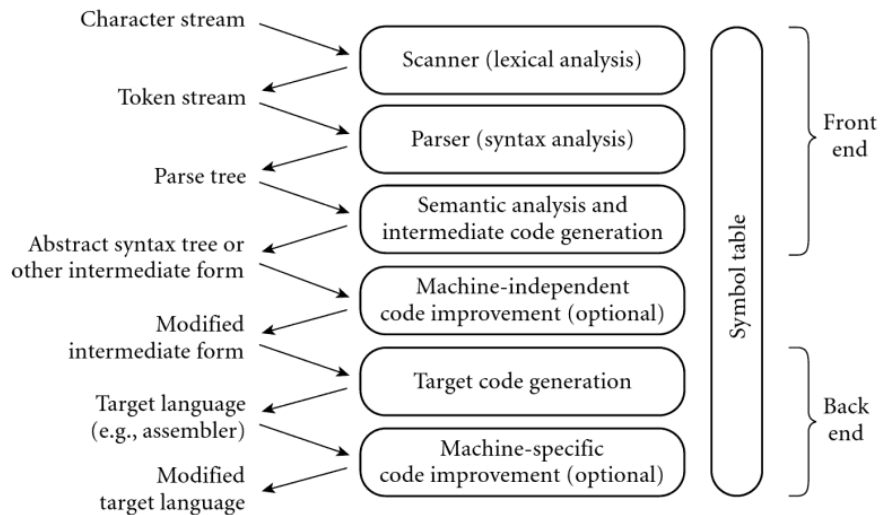 Character stream
Scanner (lexical analysis)
Token stream
Parser (syntax analysis)
Parse tree
Semantic analysis and
intermediate code generation
Abstract syntax tree or
other intermediate form
Machine-independent
code improvement (optional)
Modified
intermediate form
Target code generation
Target language
(e.g., assembler)
Machine-specific
code improvement (optional)
Modified
target language
Symbol table
Front
end
Back
end